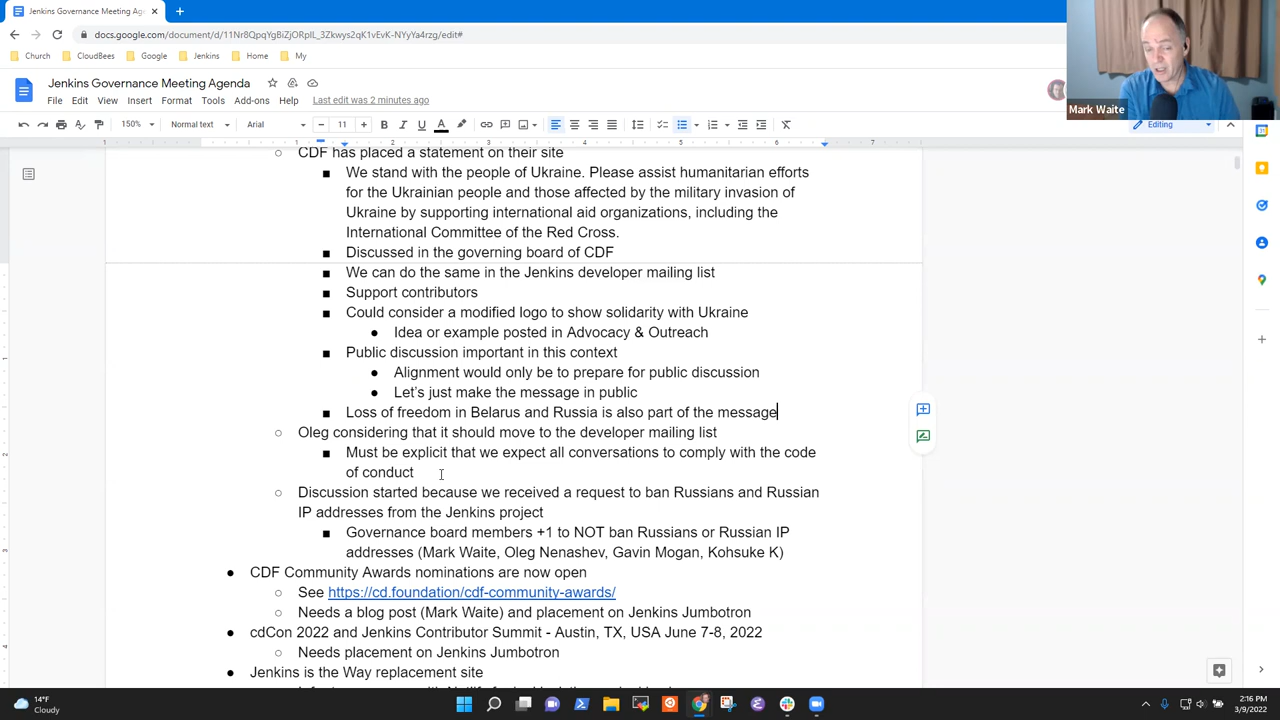 Jenkins Governance Meeting Age
docs.google.com/document/d/11Nr8QpqYgBiZjORpIL_3Zkwys2qK1vEvK-NYyYa4rzg/edit#
Church
CloudBees
Google
Jenkins
Home
My
Jenkins Governance Meeting Agenda
File Edit View Insert Format Tools Add-ons Help Last edit was 2 minutes ago
150% Normal text Arial 11 Editing
Mark Waite
1 1 2 3 4 5 6 7
CDF has placed a statement on their site
We stand with the people of Ukraine. Please assist humanitarian efforts
for the Ukrainian people and those affected by the military invasion of
Ukraine by supporting international aid organizations, including the
International Committee of the Red Cross.
Discussed in the governing board of CDF
We can do the same in the Jenkins developer mailing list
Support contributors
Could consider a modified logo to show solidarity with Ukraine
Idea or example posted in Advocacy & Outreach
Public discussion important in this context
Alignment would only be to prepare for public discussion
Let's just make the message in public
Loss of freedom in Belarus and Russia is also part of the message
Oleg considering that it should move to the developer mailing list
Must be explicit that we expect all conversations to comply with the code
of conduct
Discussion started because we received a request to ban Russians and Russian
IP addresses from the Jenkins project
Governance board members +1 to NOT ban Russians or Russian IP
addresses (Mark Waite, Oleg Nenashev, Gavin Mogan, Kohsuke K)
CDF Community Awards nominations are now open
See https://cd.foundation/cdf-community-awards/
Needs a blog post (Mark Waite) and placement on Jenkins Jumbotron
cdCon 2022 and Jenkins Contributor Summit - Austin, TX, USA June 7-8, 2022
Needs placement on Jenkins Jumbotron
Jenkins is the Way replacement site
14°F
Cloudy
2:16 PM
3/9/2022